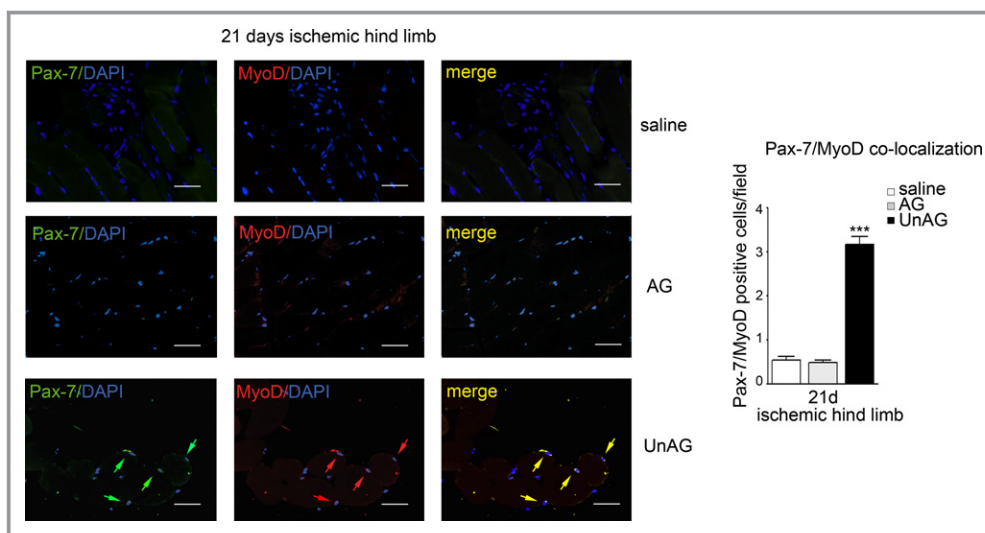 21 days ischemic hind limb
Pax-7/DAPI
MyoD/DAPI
merge
saline
Pax-7/DAPI
MyoD/DAPI
merge
AG
Pax-7/DAPI
MyoD/DAPI
merge
UnAG
Pax-7/MyoD co-localization
saline
AG
UnAG
Pax-7/MyoD positive cells/field
4
3
2
1
0
***
21d
ischemic hind limb